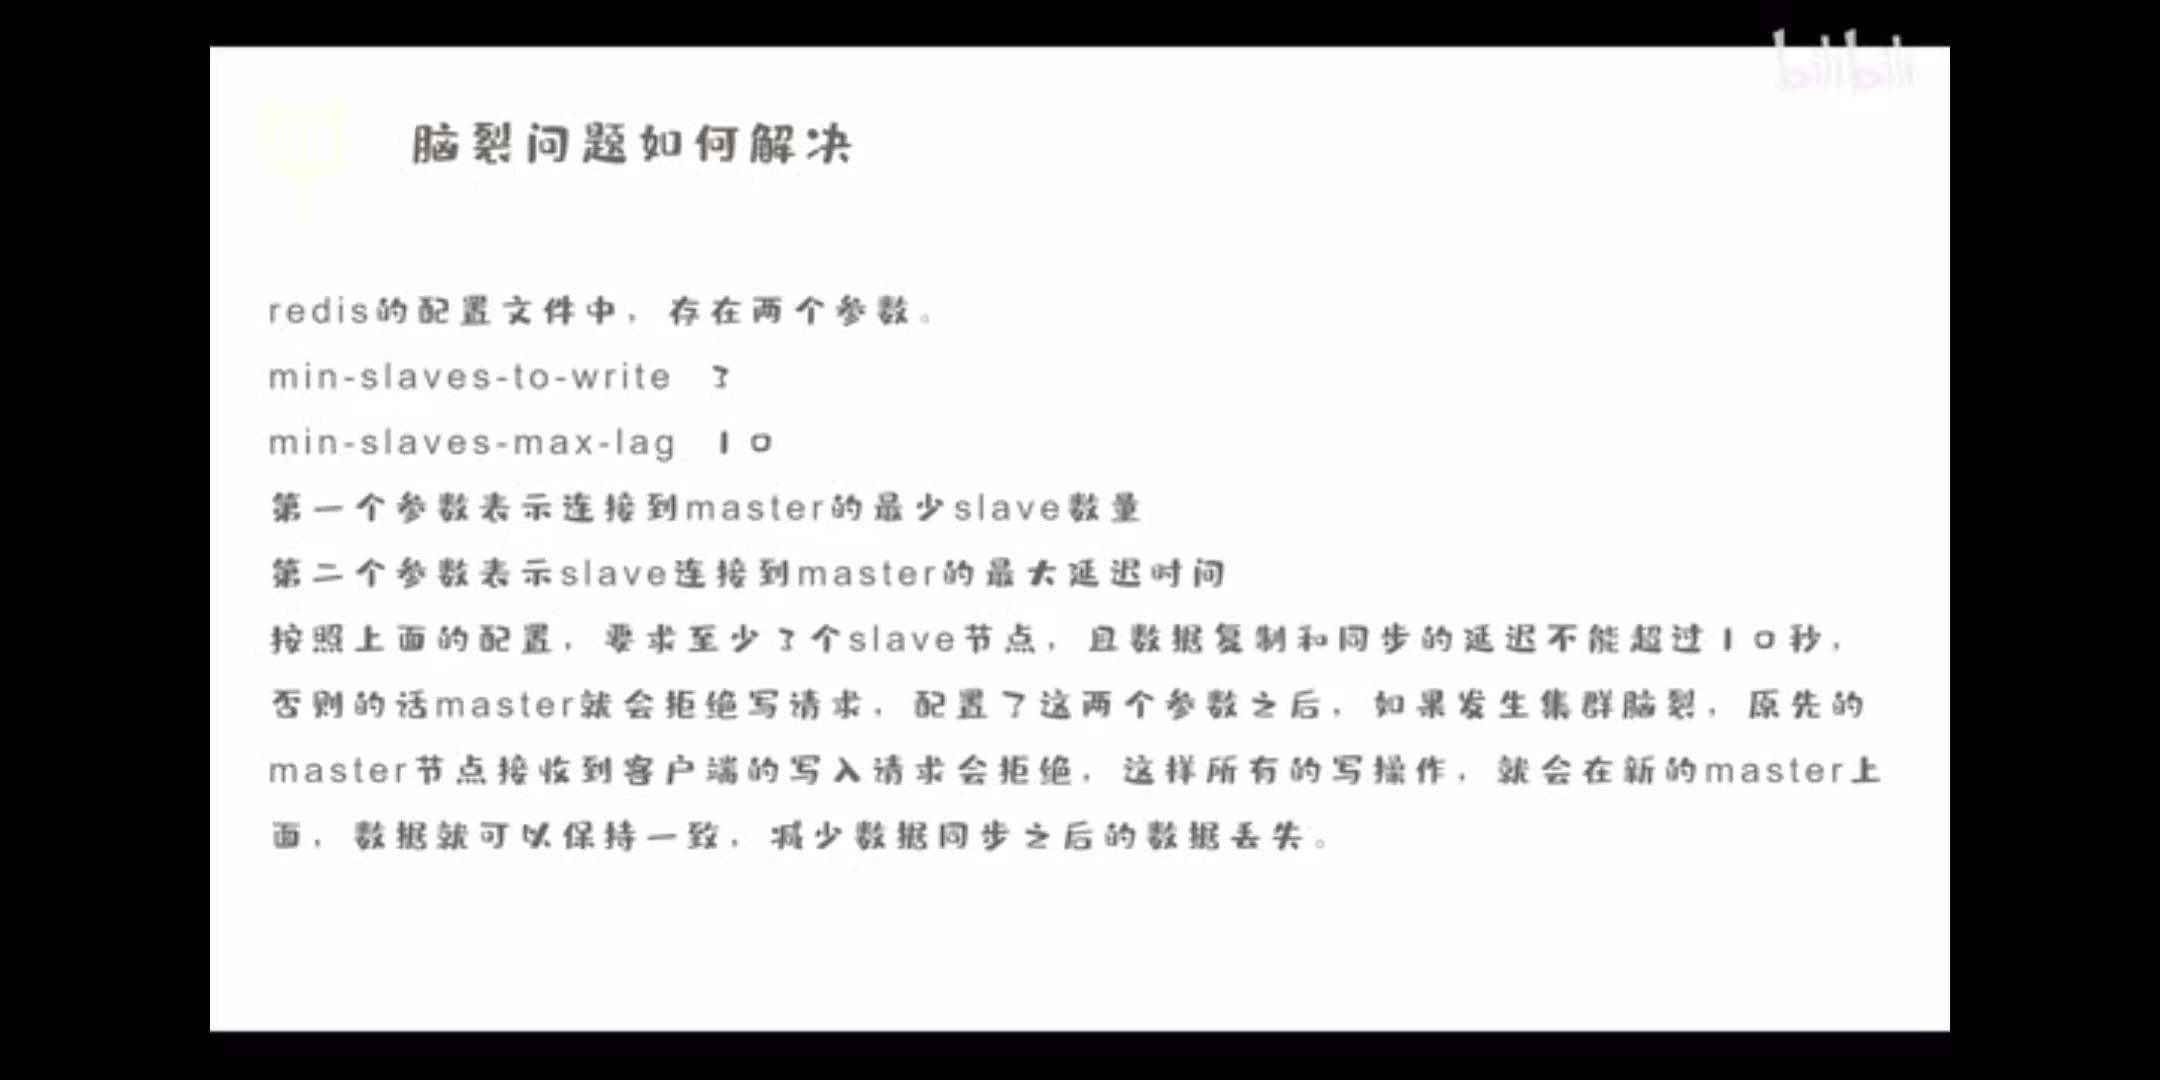 bilibili
脑裂问题如何解决
redis的配置文件中，存在两个参数。
min-slaves-to-write 3
min-slaves-max-lag 10
第一个参数表示连接到master的最少slave数量
第二个参数表示slave连接到master的最大延迟时间
按照上面的配置，要求至少3个slave节点，且数据复制和同步的延迟不能超过10秒，
否则的话master就会拒绝写请求，配置了这两个参数之后，如果发生集群脑裂，原先的
master节点接收到客户端的写入请求会拒绝，这样所有的写操作，就会在新的master上
面，数据就可以保持一致，减少数据同步之后的数据丢失。